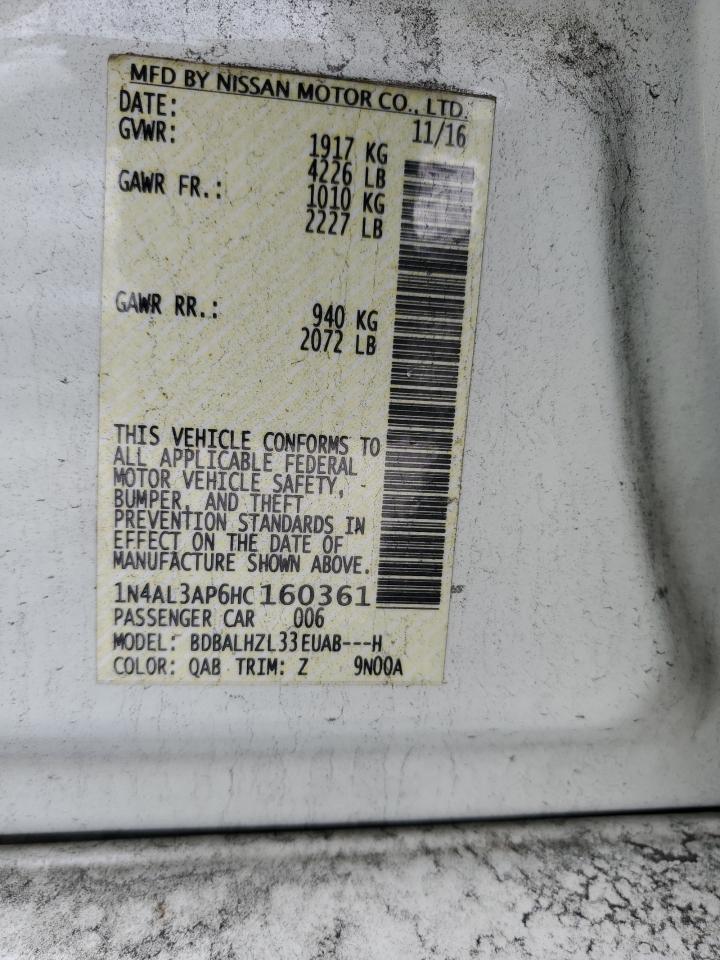 MFD BY NISSAN MOTOR CO., LTD.
DATE: 11/16
GVWR: 1917 KG
4226 LB
GAWR FR.: 1010 KG
2227 LB
GAWR RR.: 940 KG
2072 LB
THIS VEHICLE CONFORMS TO
ALL APPLICABLE FEDERAL
MOTOR VEHICLE SAFETY,
BUMPER, AND THEFT
PREVENTION STANDARDS IN
EFFECT ON THE DATE OF
MANUFACTURE SHOWN ABOVE.
1N4AL3AP6HC160361
PASSENGER CAR 006
MODEL: BDBALHZL33EUAB---H
COLOR: QAB TRIM: Z 9N00A